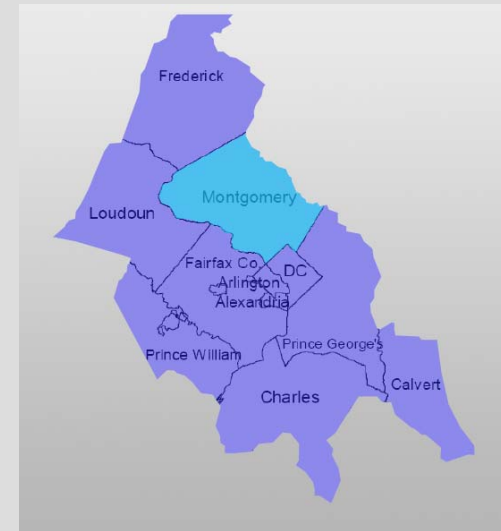 Frederick
Montgomery
Loudoun
Fairfax Co
DC
Arlington
Alexandria
Prince George's
Prince William
Calvert
Charles